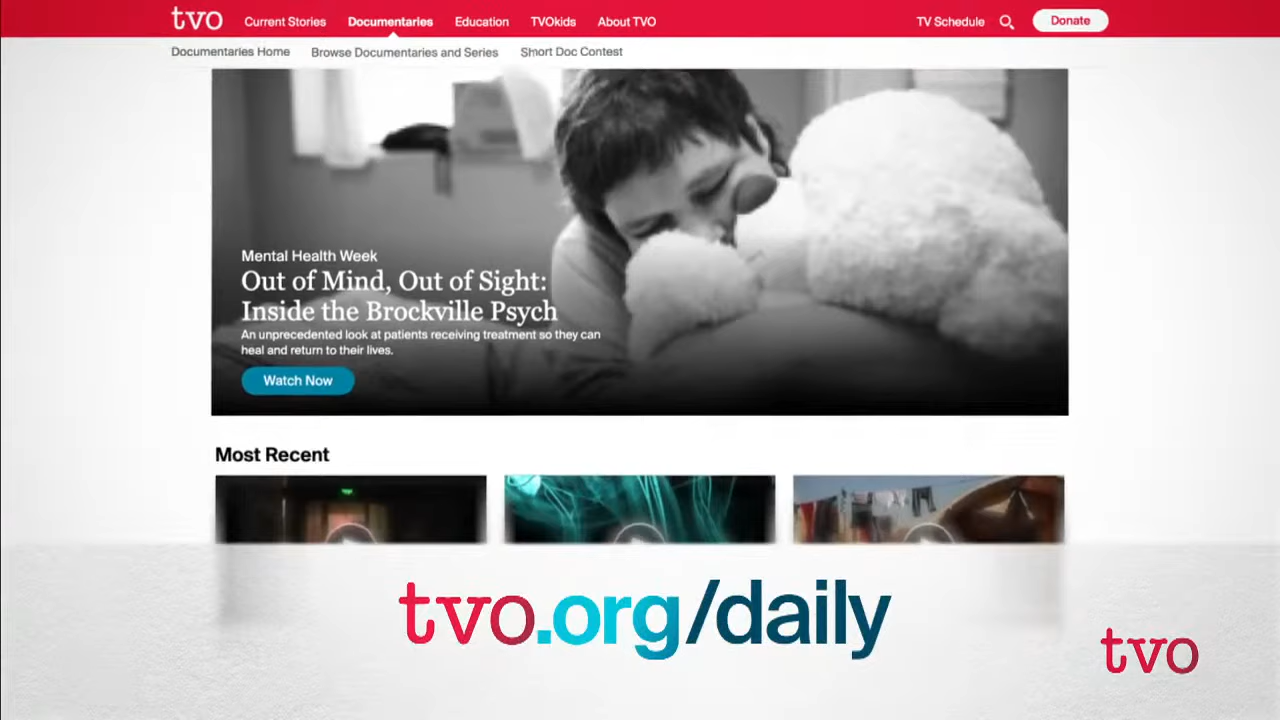 tvo Current Stories Documentaries Education TVOkids About TVO TV Schedule Donate
Documentaries Home Browse Documentaries and Series Short Doc Contest
Mental Health Week
Out of Mind, Out of Sight:
Inside the Brockville Psych
An unprecedented look at patients receiving treatment so they can
heal and return to their lives.
Watch Now
Most Recent
tvo.org/daily
tvo